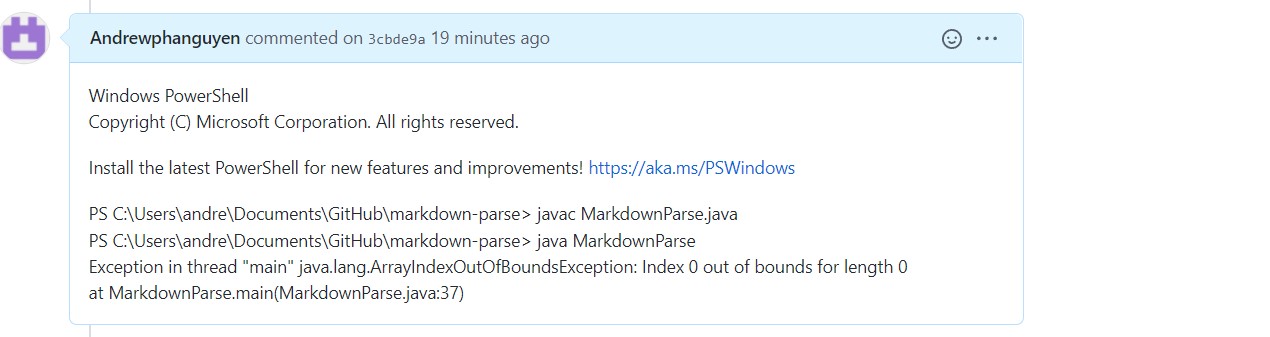 Andrewphanguyen commented on 3cbde9a 19 minutes ago
Windows PowerShell
Copyright (C) Microsoft Corporation. All rights reserved.
Install the latest PowerShell for new features and improvements! https://aka.ms/PSWindows
PS C:\Users\andre\Documents\GitHub\markdown-parse> javac MarkdownParse.java
PS C:\Users\andre\Documents\GitHub\markdown-parse> java MarkdownParse
Exception in thread "main" java.lang.ArrayIndexOutOfBoundsException: Index 0 out of bounds for length 0
at MarkdownParse.main(MarkdownParse.java:37)